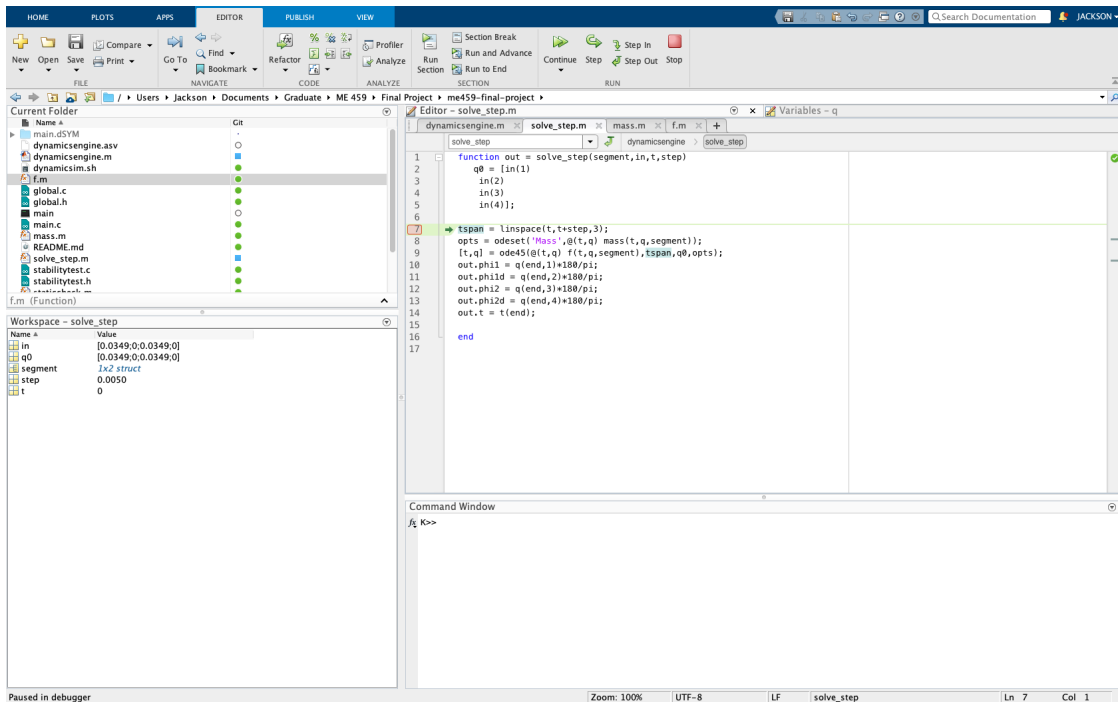 HOME PLOTS APPS EDITOR PUBLISH VIEW Search Documentation JACKSON
New Open Save Compare Print Go To Find Bookmark Refactor Profiler Analyze Run Section Section Break Run and Advance Run to End Continue Step Step In Step Out Stop
FILE NAVIGATE CODE ANALYZE SECTION RUN
/ Users Jackson Documents Graduate ME 459 Final Project me459-final-project
Current Folder
Name Git
main.dSYM
dynamicsengine.asv
dynamicsengine.m
dynamicsim.sh
f.m
global.c
global.h
main
main.c
mass.m
README.md
solve_step.m
stabilitytest.c
stabilitytest.h
f.m (Function)
Workspace – solve_step
Name Value
in [0.0349;0;0.0349;0]
q0 [0.0349;0;0.0349;0]
segment 1x2 struct
step 0.0050
t 0
Editor – solve_step.m Variables – q
dynamicsengine.m solve_step.m mass.m f.m +
solve_step dynamicsengine solve_step
1 function out = solve_step(segment,in,t,step)
2 q0 = [in(1)
3 in(2)
4 in(3)
5 in(4)];
6
7 tspan = linspace(t,t+step,3);
8 opts = odeset('Mass',@(t,q) mass(t,q,segment));
9 [t,q] = ode45(@(t,q) f(t,q,segment),tspan,q0,opts);
10 out.phi1 = q(end,1)*180/pi;
11 out.phi1d = q(end,2)*180/pi;
12 out.phi2 = q(end,3)*180/pi;
13 out.phi2d = q(end,4)*180/pi;
14 out.t = t(end);
15
16 end
17
Command Window
fx K>>
Paused in debugger Zoom: 100% UTF-8 LF solve_step Ln 7 Col 1